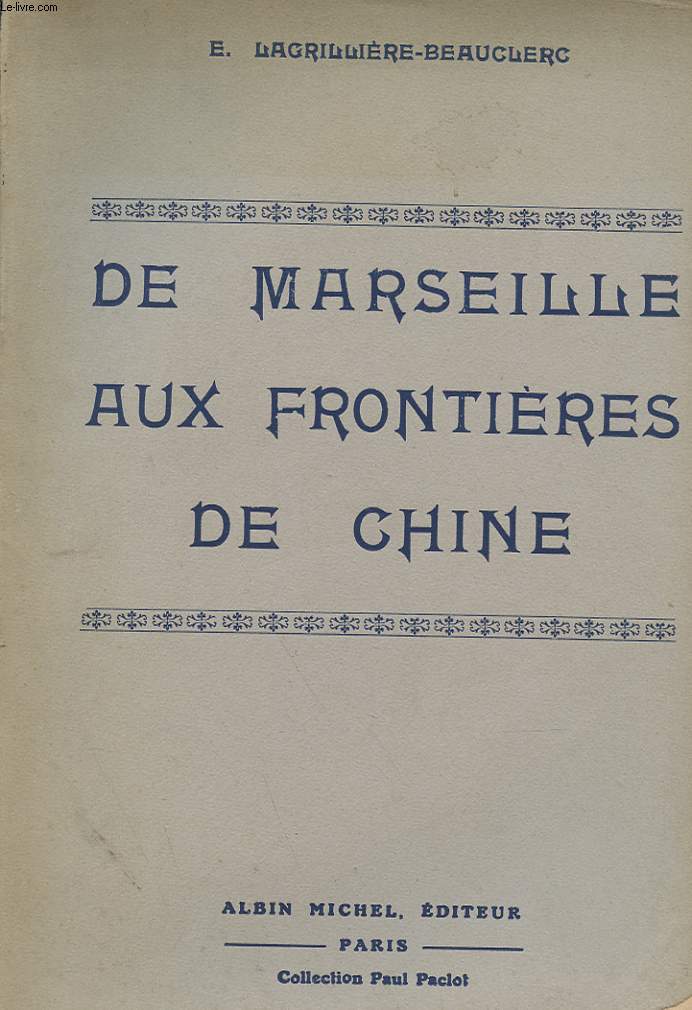 Le-livre.com
E. LAGRILLIÈRE-BEAUCLERC
DE MARSEILLE
AUX FRONTIÈRES
DE CHINE
ALBIN MICHEL, ÉDITEUR
PARIS
Collection Paul Paclot